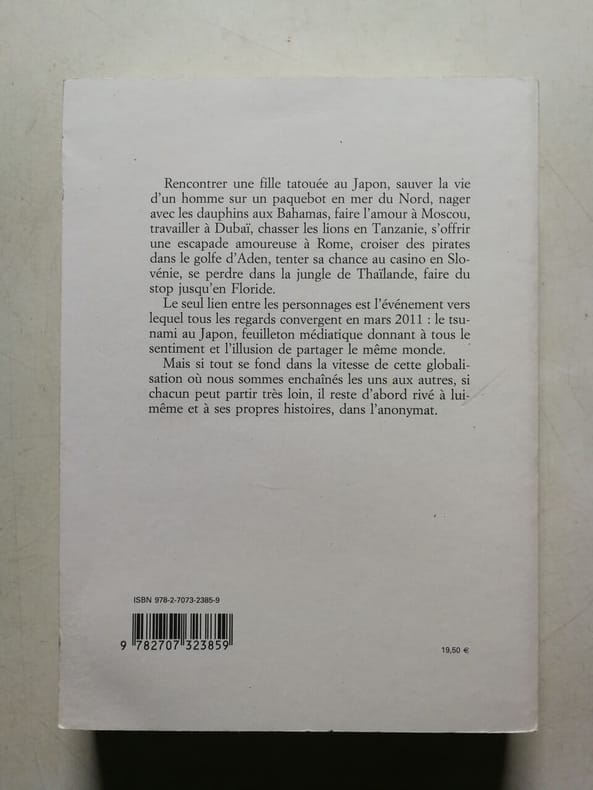 Rencontrer une fille tatouée au Japon, sauver la vie
d’un homme sur un paquebot en mer du Nord, nager
avec les dauphins aux Bahamas, faire l’amour à Moscou,
travailler à Dubaï, chasser les lions en Tanzanie, s’offrir
une escapade amoureuse à Rome, croiser des pirates
dans le golfe d’Aden, tenter sa chance au casino en Slo-
vénie, se perdre dans la jungle de Thaïlande, faire du
stop jusqu’en Floride.
Le seul lien entre les personnages est l’événement vers
lequel tous les regards convergent en mars 2011 : le tsu-
nami au Japon, feuilleton médiatique donnant à tous le
sentiment et l’illusion de partager le même monde.
Mais si tout se fond dans la vitesse de cette globali-
sation où nous sommes enchaînés les uns aux autres, si
chacun peut partir très loin, il reste d’abord rivé à lui-
même et à ses propres histoires, dans l’anonymat.
ISBN 978-2-7073-2385-9
9 782707 323859
19,50 €